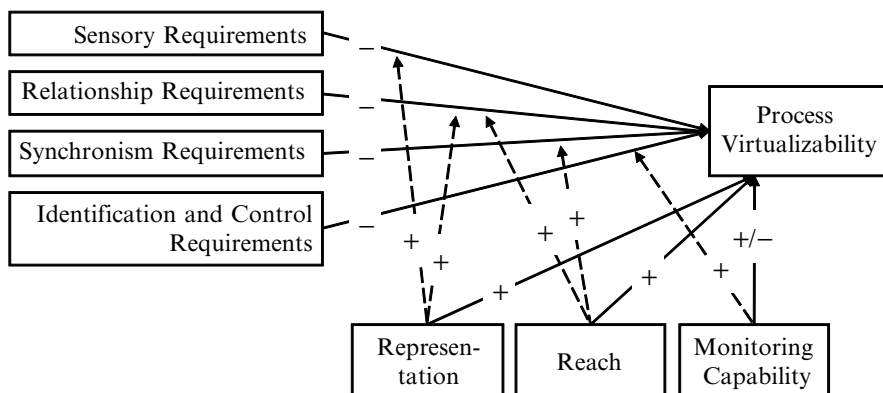 Sensory Requirements
–
Relationship Requirements
–
Process
Virtualizability
Synchronism Requirements
–
Identification and Control
Requirements
–
+
+
+
+
+/–
+
+
+
Represen-
tation
Reach
Monitoring
Capability